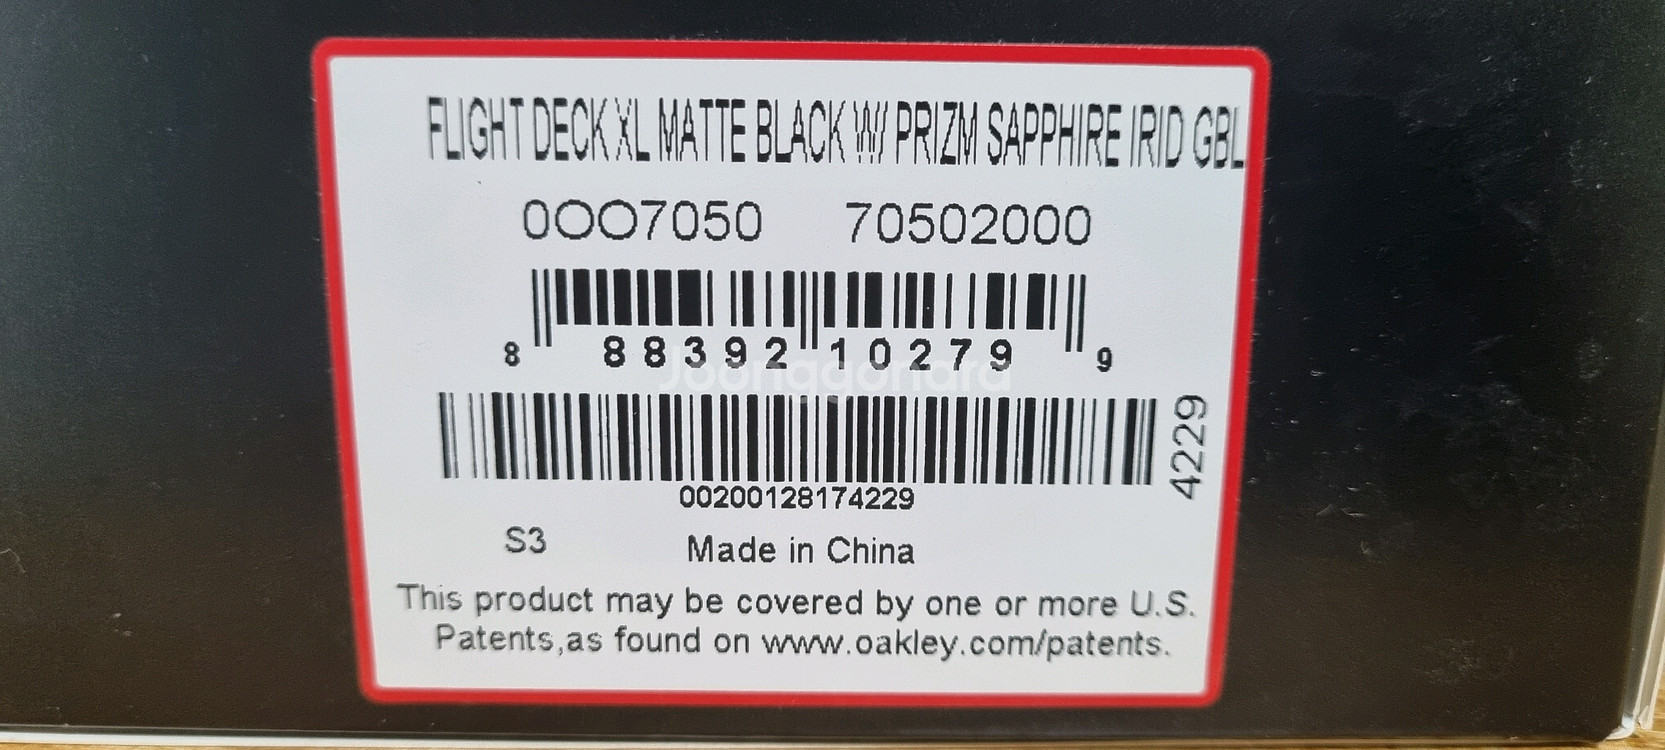 FLIGHT DECK XL MATTE BLACK W/ PRIZM SAPPHIRE IRID GBL
0OO7050 70502000
8 88392 10279 9
Joonggonara
4229
00200128174229
S3 Made in China
This product may be covered by one or more U.S.
Patents,as found on www.oakley.com/patents.